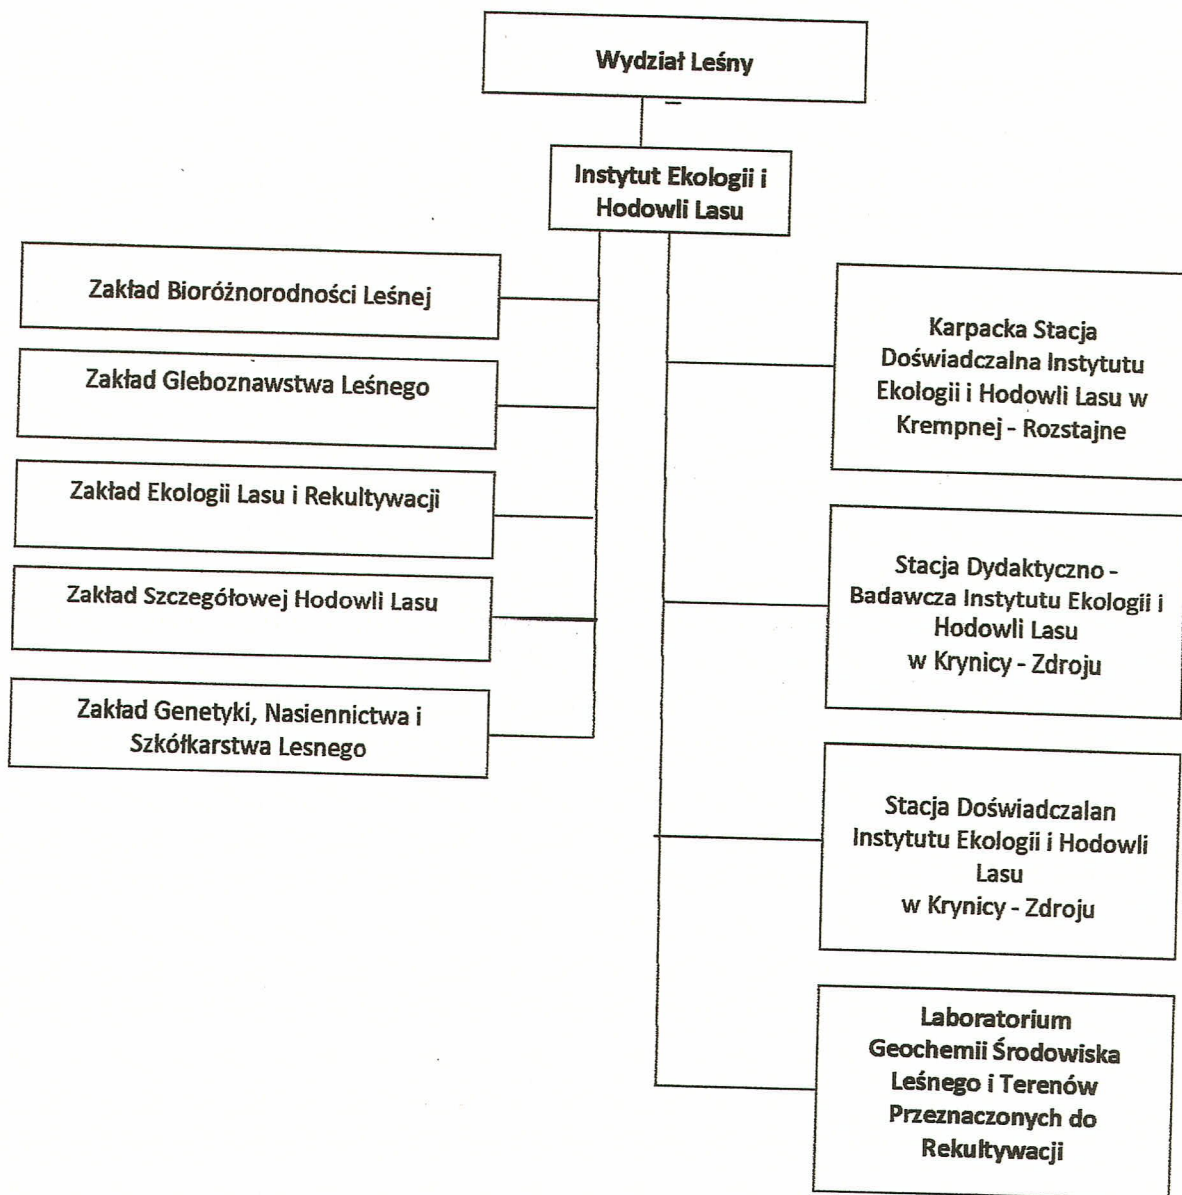 Wydział Leśny
Instytut Ekologii i
Hodowli Lasu
Zakład Bioróżnorodności Leśnej
Zakład Gleboznawstwa Leśnego
Zakład Ekologii Lasu i Rekultywacji
Zakład Szczegółowej Hodowli Lasu
Zakład Genetyki, Nasiennictwa i
Szkółkarstwa Lesnego
Karpacka Stacja
Doświadczalna Instytutu
Ekologii i Hodowli Lasu w
Krempnej - Rozstajne
Stacja Dydaktyczno -
Badawcza Instytutu Ekologii i
Hodowli Lasu
w Krynicy - Zdroju
Stacja Doświadczalan
Instytutu Ekologii i Hodowli
Lasu
w Krynicy - Zdroju
Laboratorium
Geochemii Środowiska
Leśnego i Terenów
Przeznaczonych do
Rekultywacji